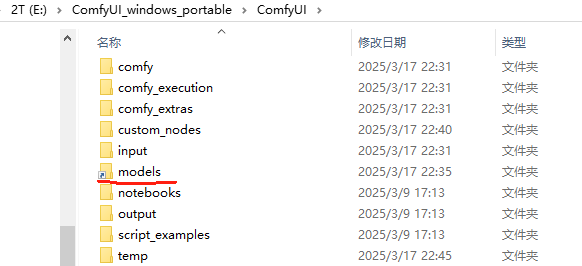 2T (E:) > ComfyUI_windows_portable > ComfyUI >
名称 修改日期 类型
comfy 2025/3/17 22:31 文件夹
comfy_execution 2025/3/17 22:31 文件夹
comfy_extras 2025/3/17 22:31 文件夹
custom_nodes 2025/3/17 22:40 文件夹
input 2025/3/17 22:31 文件夹
models 2025/3/17 22:35 文件夹
notebooks 2025/3/9 17:13 文件夹
output 2025/3/9 17:13 文件夹
script_examples 2025/3/9 17:13 文件夹
temp 2025/3/17 22:45 文件夹